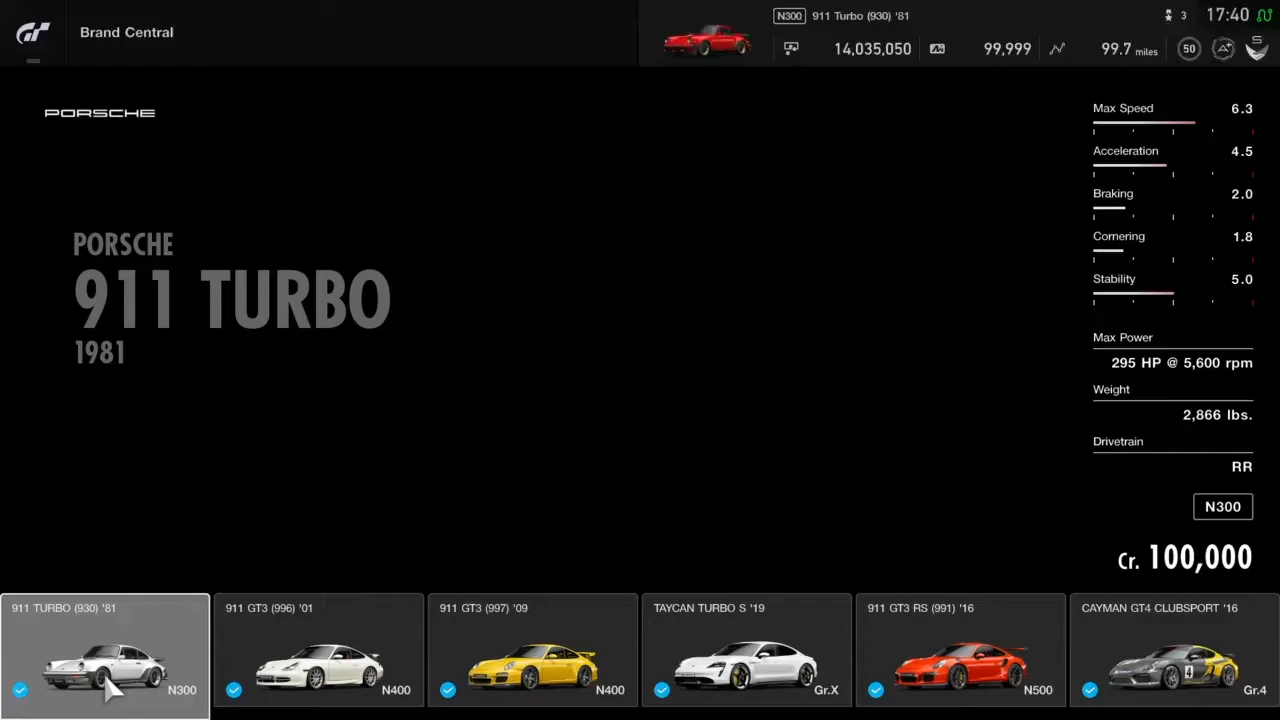 Brand Central
N300 911 Turbo (930) '81
3 17:40
14,035,050 99,999 99.7 miles 50 S
PORSCHE
PORSCHE
911 TURBO
1981
Max Speed 6.3
Acceleration 4.5
Braking 2.0
Cornering 1.8
Stability 5.0
Max Power
295 HP @ 5,600 rpm
Weight
2,866 lbs.
Drivetrain
RR
N300
Cr. 100,000
911 TURBO (930) '81
N300
911 GT3 (996) '01
N400
911 GT3 (997) '09
N400
TAYCAN TURBO S '19
Gr.X
911 GT3 RS (991) '16
N500
CAYMAN GT4 CLUBSPORT '16
4
Gr.4